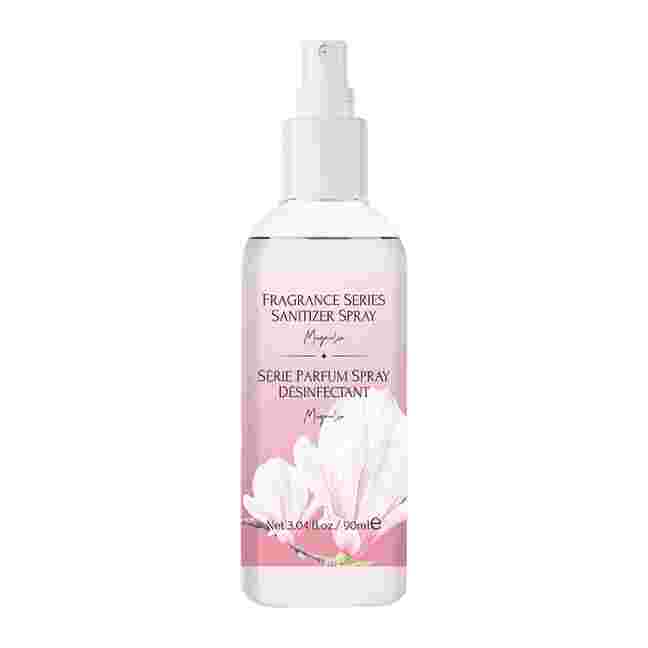 FRAGRANCE SERIES
SANITIZER SPRAY
Magnolia
SÉRIE PARFUM SPRAY
DÉSINFECTANT
Magnolia
Net 3.04 fl.oz. / 90ml e